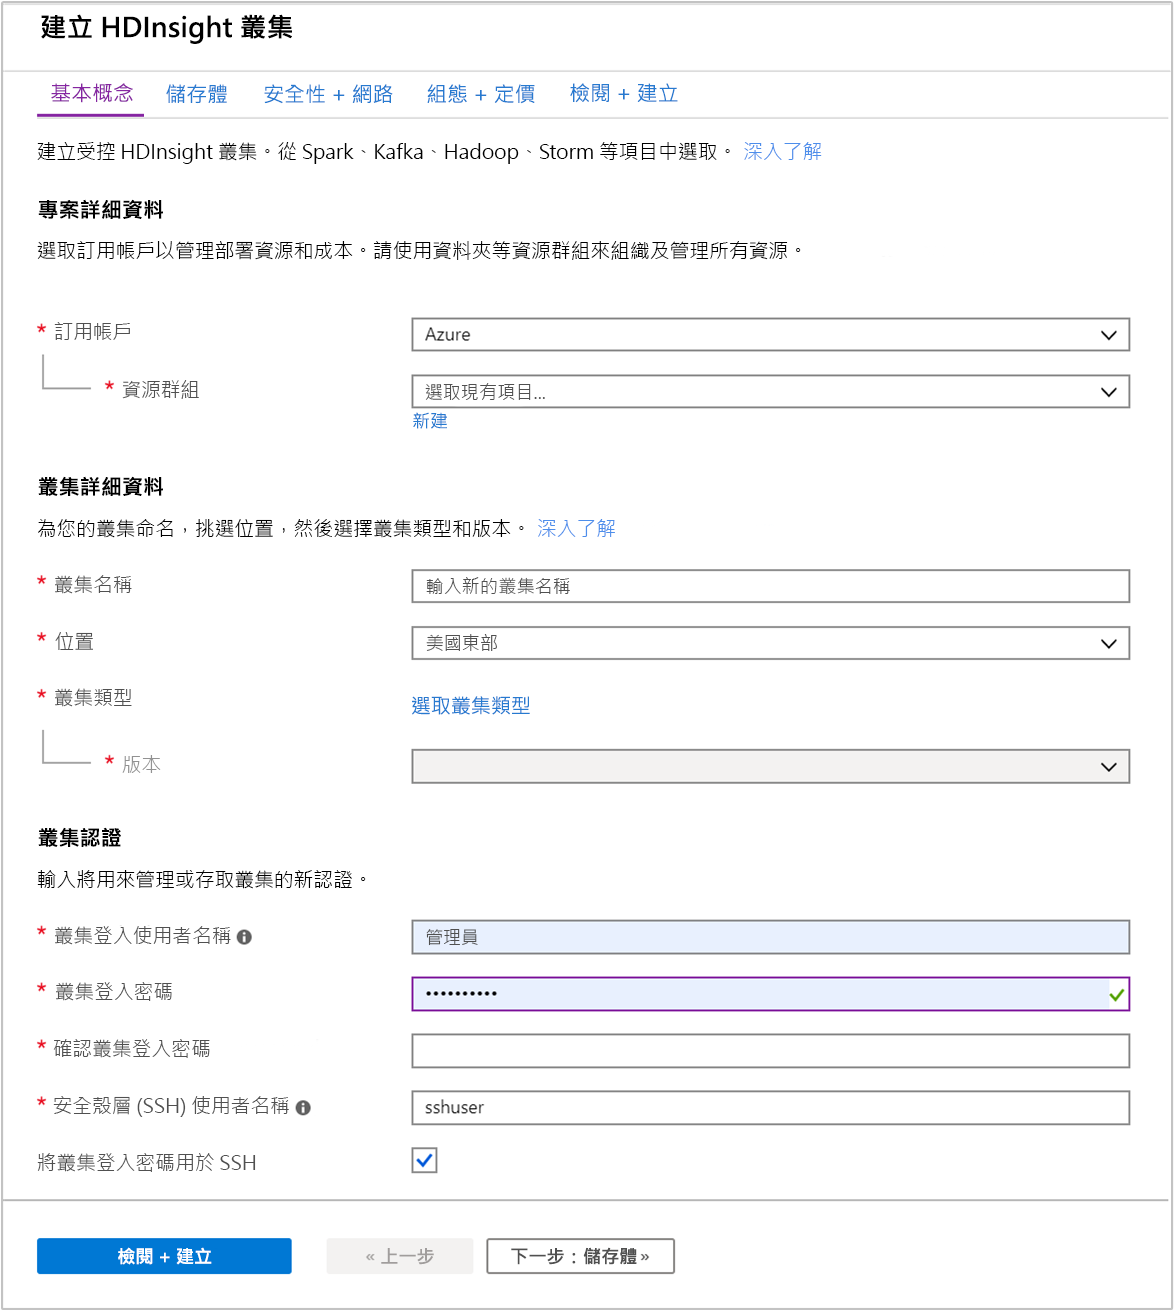 建立 HDInsight 叢集
基本概念 儲存體 安全性 + 網路 組態 + 定價 檢閱 + 建立
建立受控 HDInsight 叢集。從 Spark、Kafka、Hadoop、Storm 等項目中選取。 深入了解
專案詳細資料
選取訂用帳戶以管理部署資源和成本。請使用資料夾等資源群組來組織及管理所有資源。
* 訂用帳戶 Azure
* 資源群組 選取現有項目...
新建
叢集詳細資料
為您的叢集命名，挑選位置，然後選擇叢集類型和版本。 深入了解
* 叢集名稱 輸入新的叢集名稱
* 位置 美國東部
* 叢集類型 選取叢集類型
* 版本
叢集認證
輸入將用來管理或存取叢集的新認證。
* 叢集登入使用者名稱 管理員
* 叢集登入密碼 ••••••••••
* 確認叢集登入密碼
* 安全殼層 (SSH) 使用者名稱 sshuser
將叢集登入密碼用於 SSH
檢閱 + 建立 « 上一步 下一步：儲存體 »